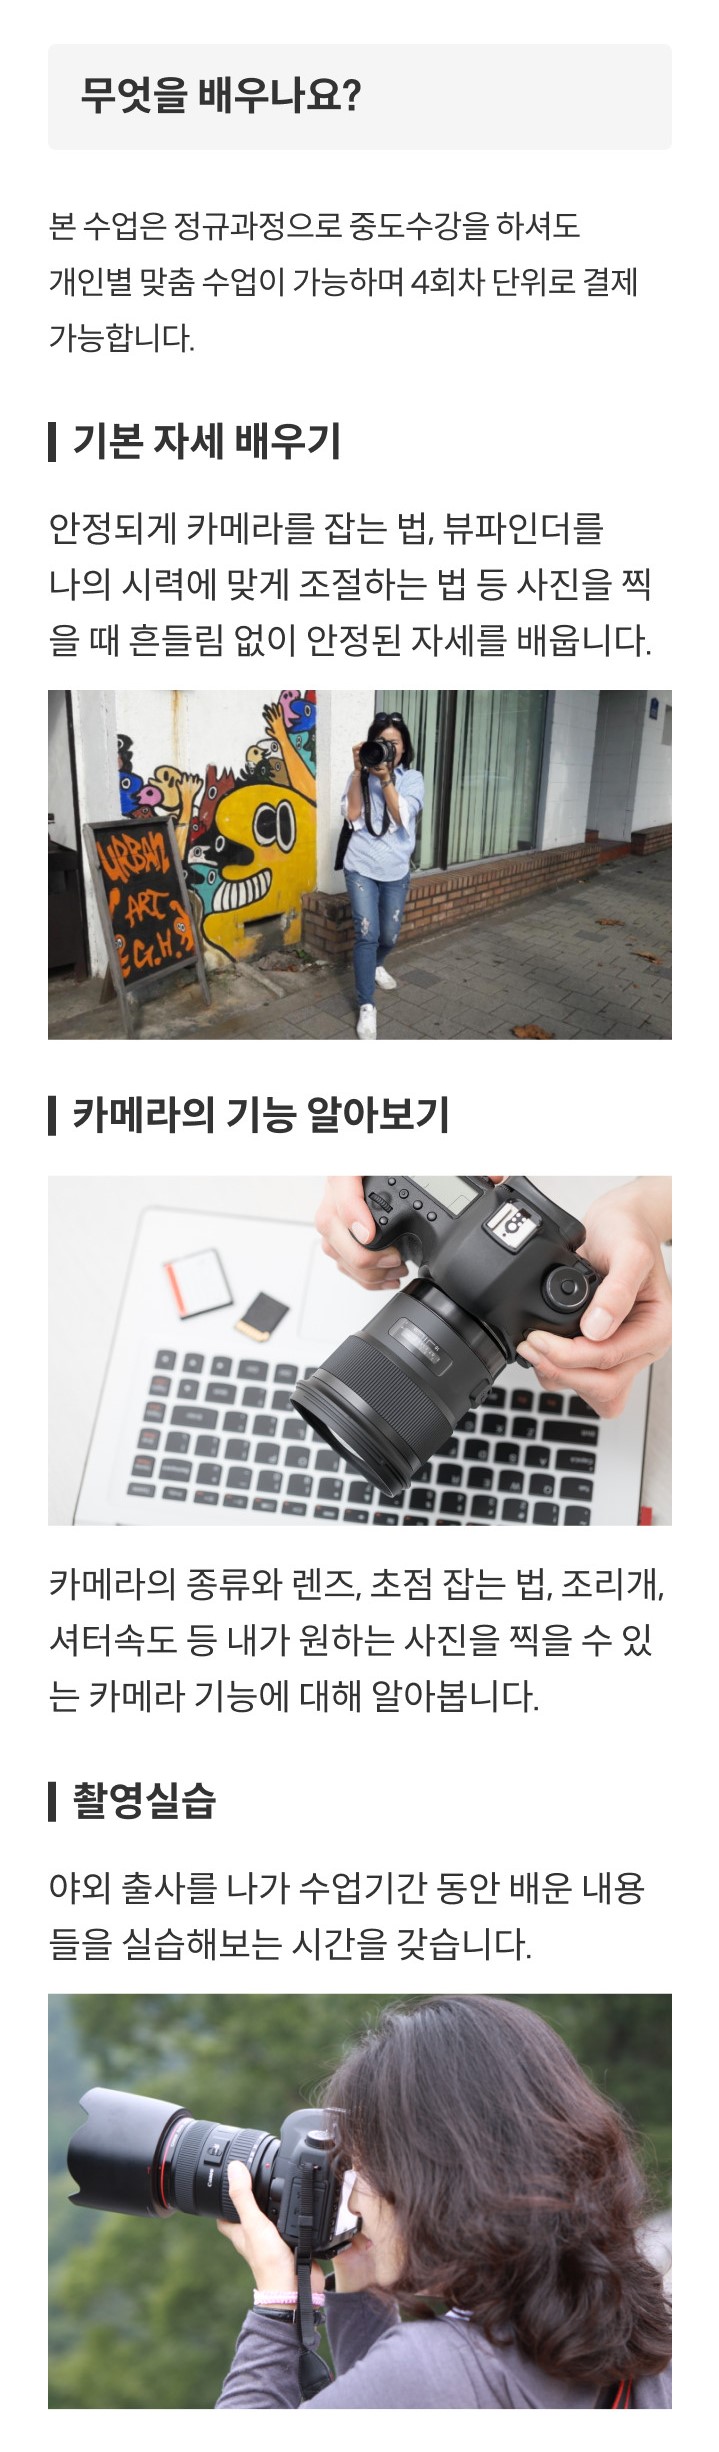 무엇을 배우나요?
본 수업은 정규과정으로 중도수강을 하셔도
개인별 맞춤 수업이 가능하며 4회차 단위로 결제
가능합니다.
기본 자세 배우기
안정되게 카메라를 잡는 법, 뷰파인더를
나의 시력에 맞게 조절하는 법 등 사진을 찍
을 때 흔들림 없이 안정된 자세를 배웁니다.
URBAN
ART
G.H.
카메라의 기능 알아보기
카메라의 종류와 렌즈, 초점 잡는 법, 조리개,
셔터속도 등 내가 원하는 사진을 찍을 수 있
는 카메라 기능에 대해 알아봅니다.
촬영실습
야외 출사를 나가 수업기간 동안 배운 내용
들을 실습해보는 시간을 갖습니다.
Canon